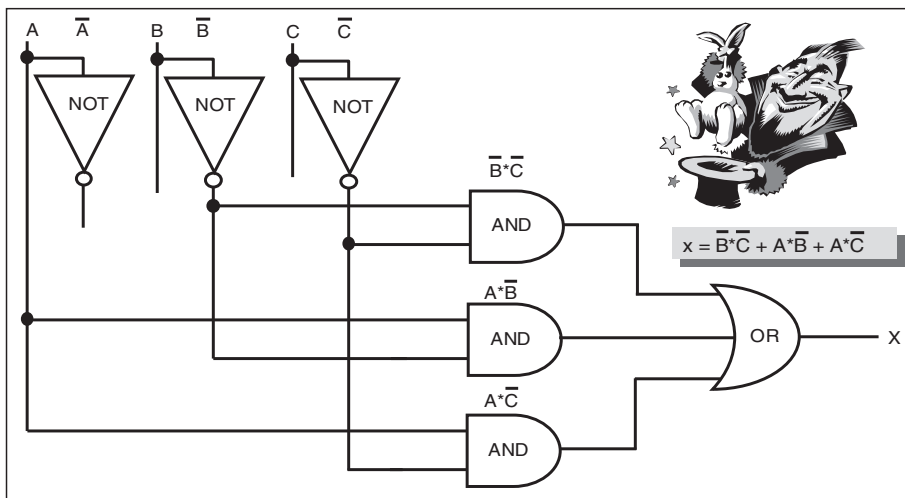 A A̅ B B̅ C C̅
NOT NOT NOT
B̅*C̅
AND
x = B̅*C̅ + A*B̅ + A*C̅
A*B̅
AND
OR
X
A*C̅
AND